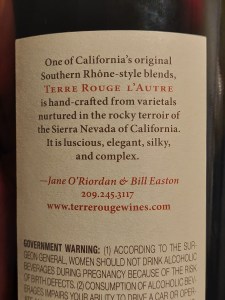 One of California's original
Southern Rhône-style blends,
TERRE ROUGE L'AUTRE
is hand-crafted from varietals
nurtured in the rocky terroir of
the Sierra Nevada of California.
It is luscious, elegant, silky,
and complex.
—Jane O'Riordan & Bill Easton
209.245.3117
www.terrerougewines.com
GOVERNMENT WARNING: (1) ACCORDING TO THE SUR-
GEON GENERAL, WOMEN SHOULD NOT DRINK ALCOHOLIC
BEVERAGES DURING PREGNANCY BECAUSE OF THE RISK
OF BIRTH DEFECTS. (2) CONSUMPTION OF ALCOHOLIC BEV-
ERAGES IMPAIRS YOUR ABILITY TO DRIVE A CAR OR OPER-